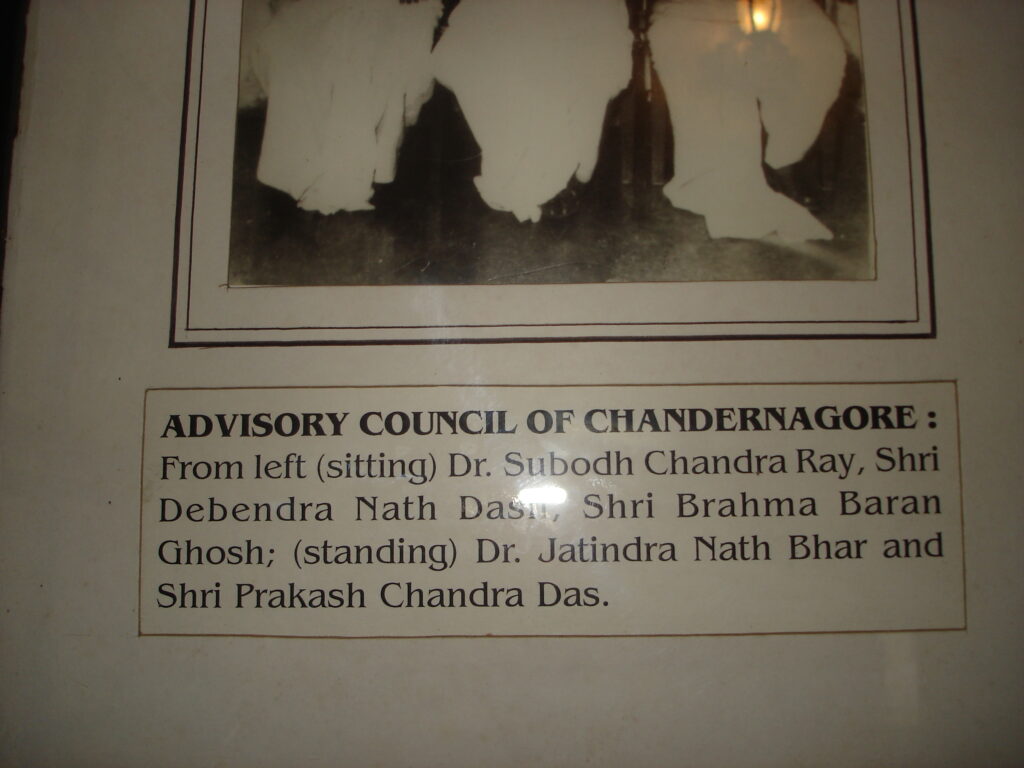 ADVISORY COUNCIL OF CHANDERNAGORE :
From left (sitting) Dr. Subodh Chandra Ray, Shri
Debendra Nath Shri Brahma Baran
Ghosh; (standing) Dr. Jatindra Nath Bhar and
Shri Prakash Chandra Das.